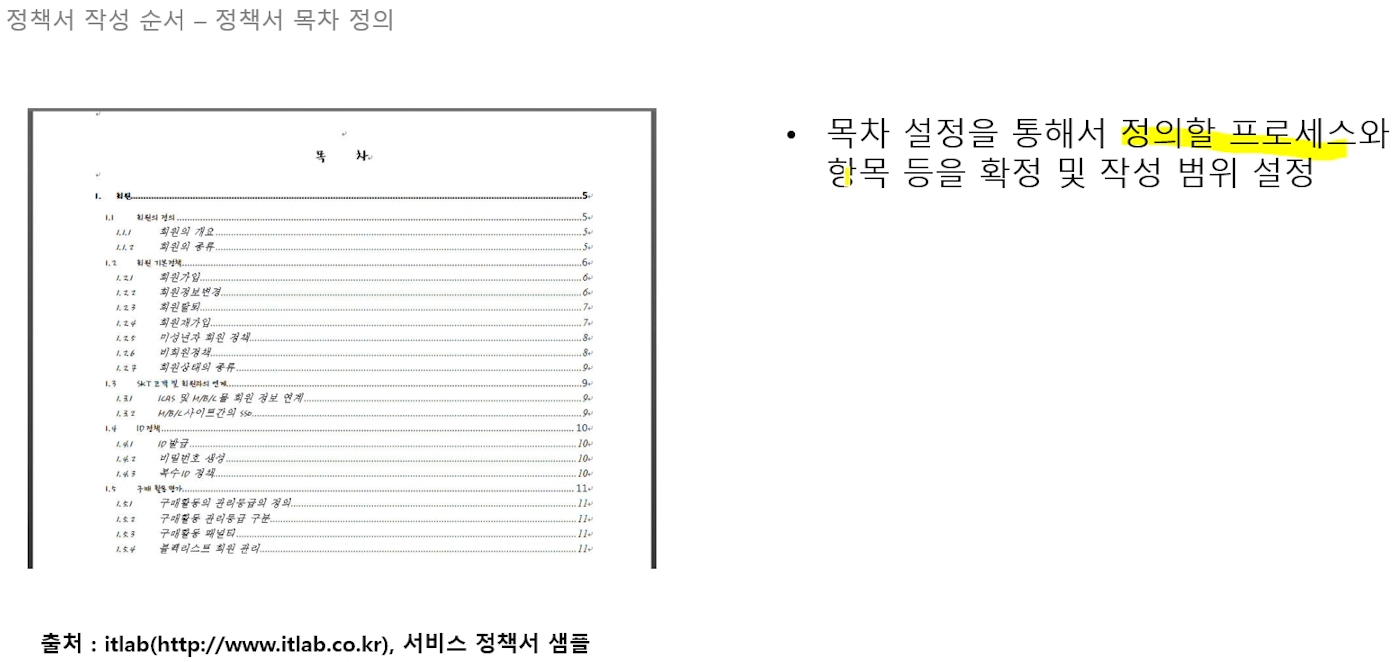 정책서 작성 순서 – 정책서 목차 정의
목 차
1. 회원 5
1.1 회원의 정의 5
1.1.1 회원의 개요 5
1.1.2 회원의 종류 5
1.2 회원 기본정책 6
1.2.1 회원가입 6
1.2.2 회원정보변경 6
1.2.3 회원탈퇴 7
1.2.4 회원재가입 7
1.2.5 미성년자 회원 정책 8
1.2.6 비회원정책 8
1.2.7 회원상태의 종류 9
1.3 SKT 고객 및 회원과의 연계 9
1.3.1 ICAS 및 M/B/C몰 회원 정보 연계 9
1.3.2 M/B/C사이트간의 SSO 9
1.4 ID정책 10
1.4.1 ID발급 10
1.4.2 비밀번호 생성 10
1.4.3 복수ID 정책 10
1.5 구매 활동평가 11
1.5.1 구매활동의 관리등급의 정의 11
1.5.2 구매활동 관리등급 구분 11
1.5.3 구매활동 패널티 11
1.5.4 블랙리스트 회원 관리 11
출처 : itlab(http://www.itlab.co.kr), 서비스 정책서 샘플
• 목차 설정을 통해서 정의할 프로세스와
항목 등을 확정 및 작성 범위 설정